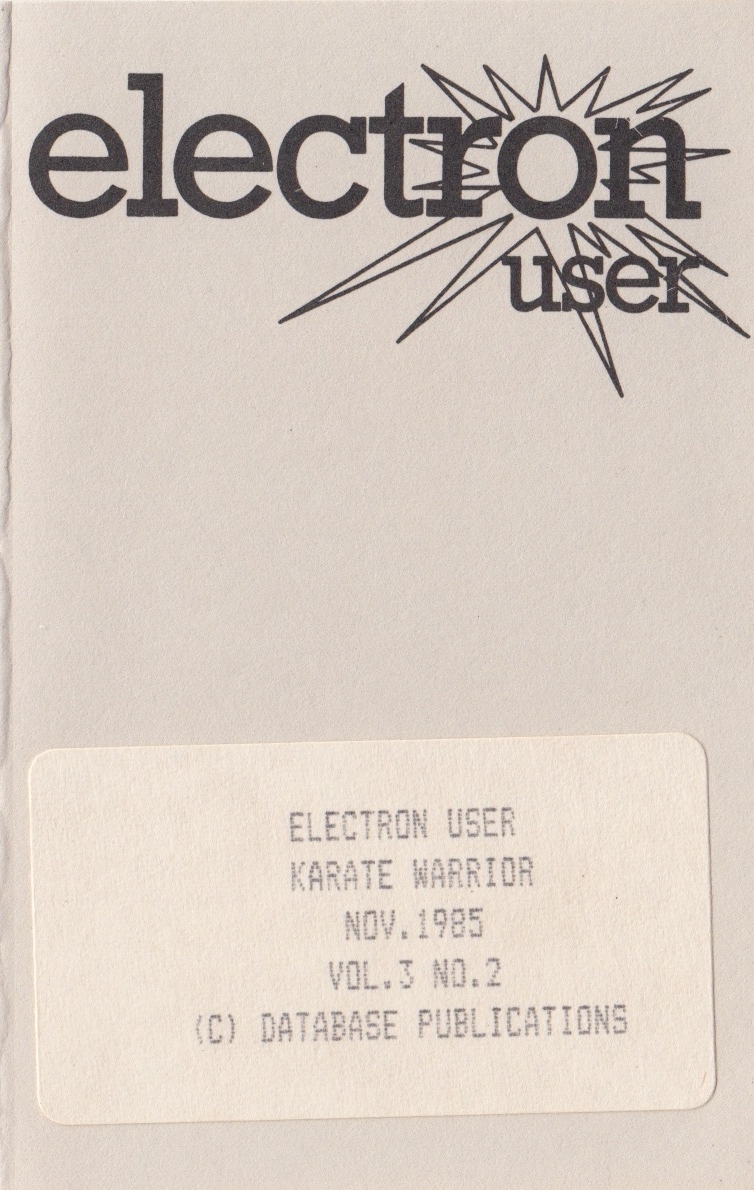 electron
user
ELECTRON USER
KARATE WARRIOR
NOV.1985
VOL.3 NO.2
(C) DATABASE PUBLICATIONS